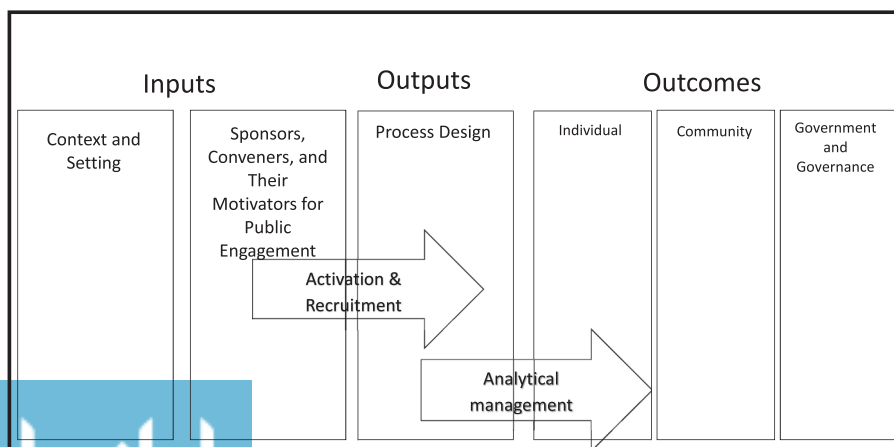 Inputs
Outputs
Outcomes
Context and
Setting
Sponsors,
Conveners, and
Their
Motivators for
Public
Engagement
Process Design
Individual
Community
Government
and
Governance
Activation &
Recruitment
Analytical
management